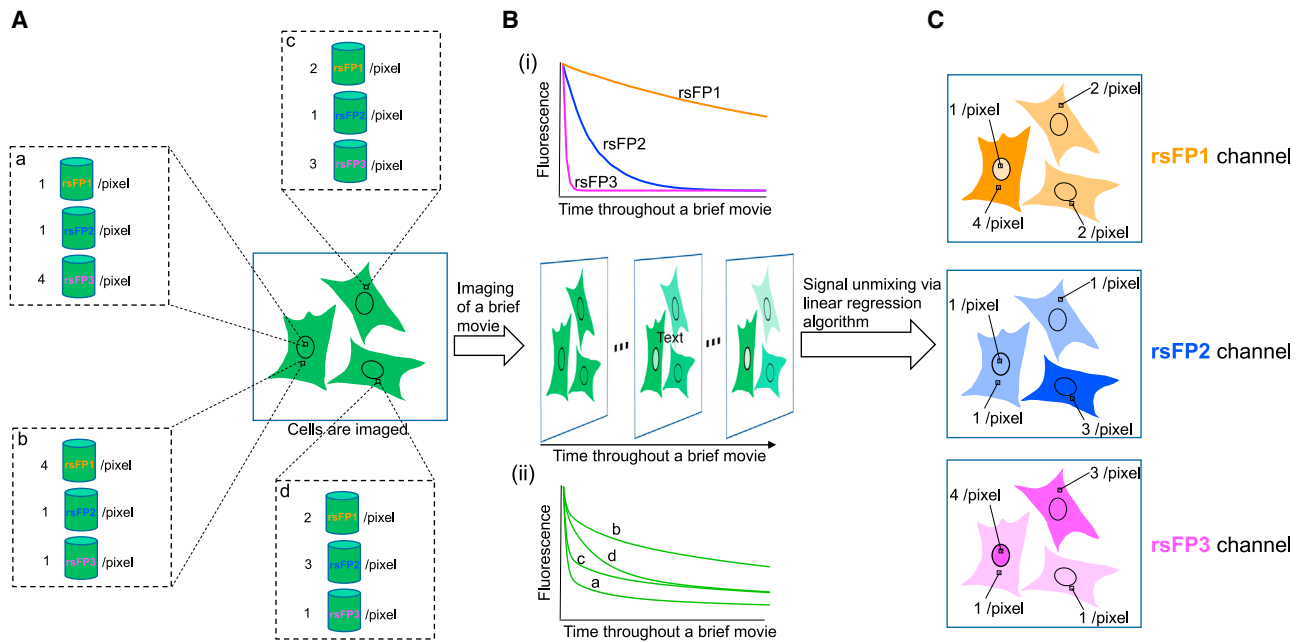 A
a
1 rsFP1 /pixel
1 rsFP2 /pixel
4 rsFP3 /pixel
c
2 rsFP1 /pixel
1 rsFP2 /pixel
3 rsFP3 /pixel
b
4 rsFP1 /pixel
1 rsFP2 /pixel
1 rsFP3 /pixel
d
2 rsFP1 /pixel
3 rsFP2 /pixel
1 rsFP3 /pixel
Cells are imaged
Imaging
of a brief
movie
B
(i)
Fluorescence
rsFP1
rsFP2
rsFP3
Time throughout a brief movie
Text
Time throughout a brief movie
(ii)
Fluorescence
b
d
c
a
Time throughout a brief movie
Signal unmixing via
linear regression
algorithm
C
2 /pixel
1 /pixel
4 /pixel
2 /pixel
rsFP1 channel
1 /pixel
1 /pixel
1 /pixel
3 /pixel
rsFP2 channel
3 /pixel
4 /pixel
1 /pixel
1 /pixel
rsFP3 channel